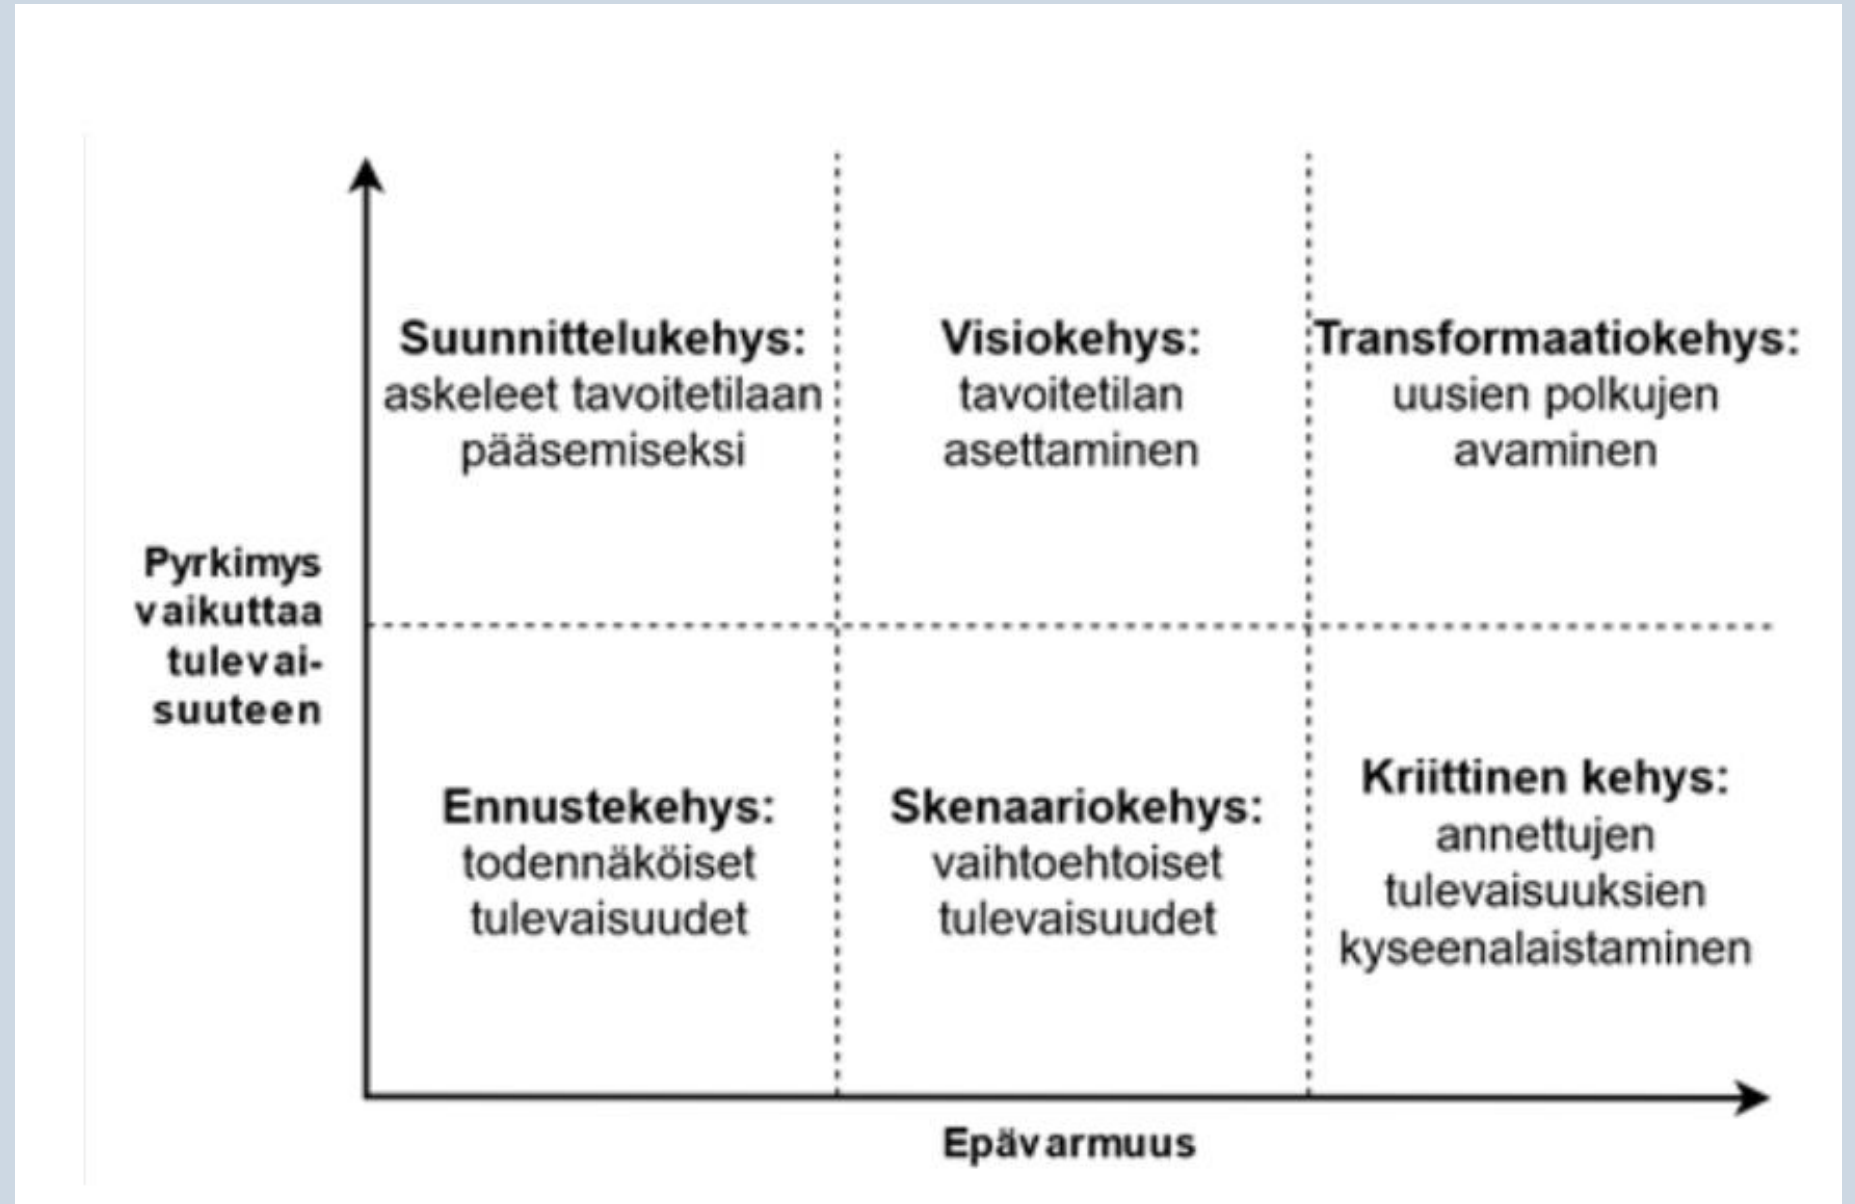 Suunnittelukehys:
askeleet tavoitetilaan
pääsemiseksi
Visiokehys:
tavoitetilan
asettaminen
Transformaatiokehys:
uusien polkujen
avaminen
Pyrkimys
vaikuttaa
tulevai-
suuteen
Ennustekehys:
todennäköiset
tulevaisuudet
Skenaariokehys:
vaihtoehtoiset
tulevaisuudet
Kriittinen kehys:
annettujen
tulevaisuuksien
kyseenalaistaminen
Epävarmuus